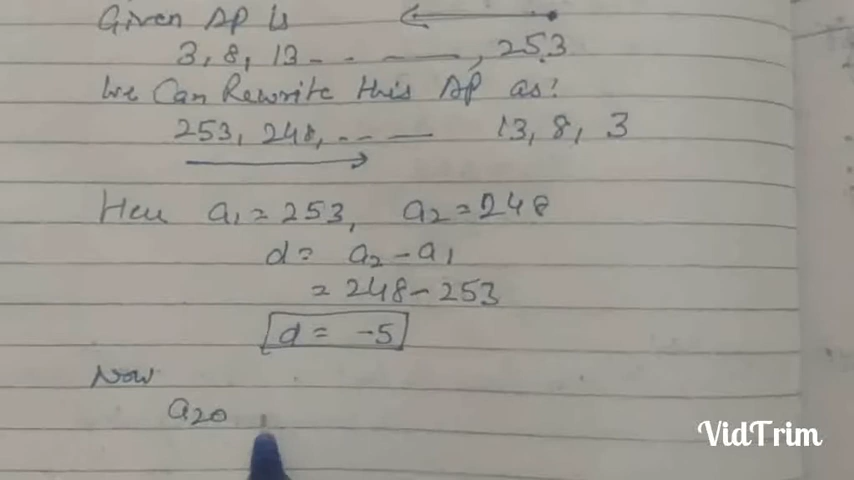 Given AP is
3, 8, 13 - - —, 253
We Can Rewrite this AP as:
253, 248, - - — 13, 8, 3
Here a₁ = 253, a₂ = 248
d = a₂ - a₁
= 248 - 253
d = -5
Now
a₂₀
VidTrim